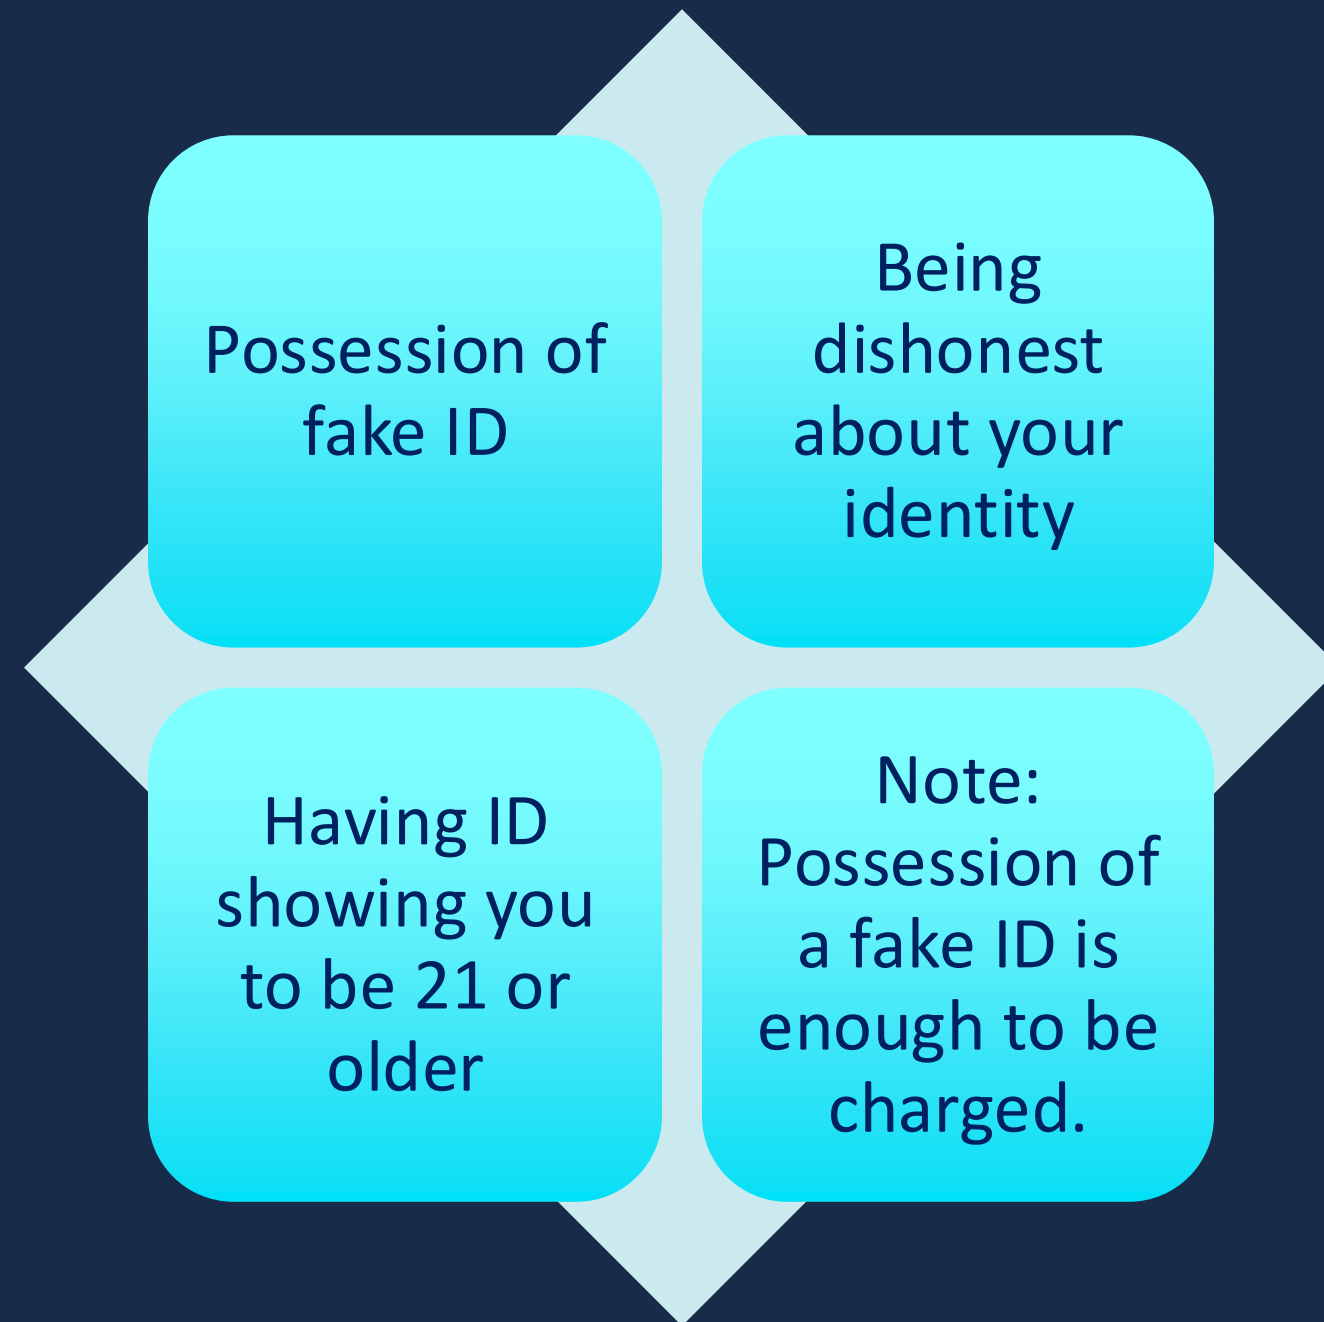 Possession of
fake ID
Being
dishonest
about your
identity
Having ID
showing you
to be 21 or
older
Note:
Possession of
a fake ID is
enough to be
charged.